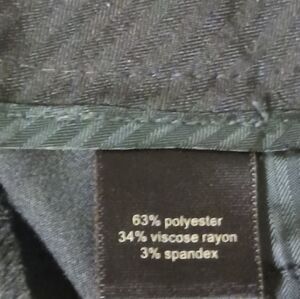 63% polyester
34% viscose rayon
3% spandex